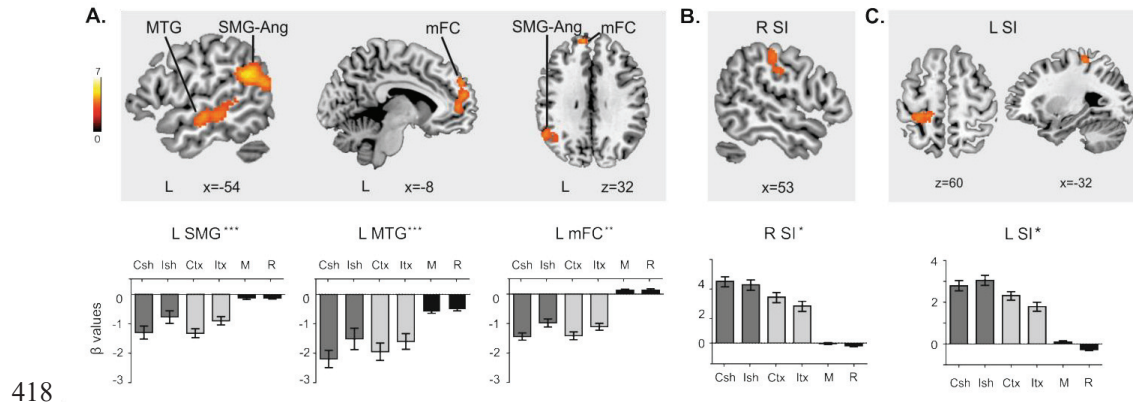 A. B. C.
MTG SMG-Ang mFC SMG-Ang mFC R SI L SI
7
0
L x=-54 L x=-8 L z=32 x=53 z=60 x=-32
L SMG*** L MTG*** L mFC** R SI* L SI*
Csh Ish Ctx Itx M R Csh Ish Ctx Itx M R Csh Ish Ctx Itx M R
β values
0 -1 -2 -3
0 -1 -2 -3
0 -1 -2 -3
4 2 0
4 2 0
Csh Ish Ctx Itx M R Csh Ish Ctx Itx M R
418